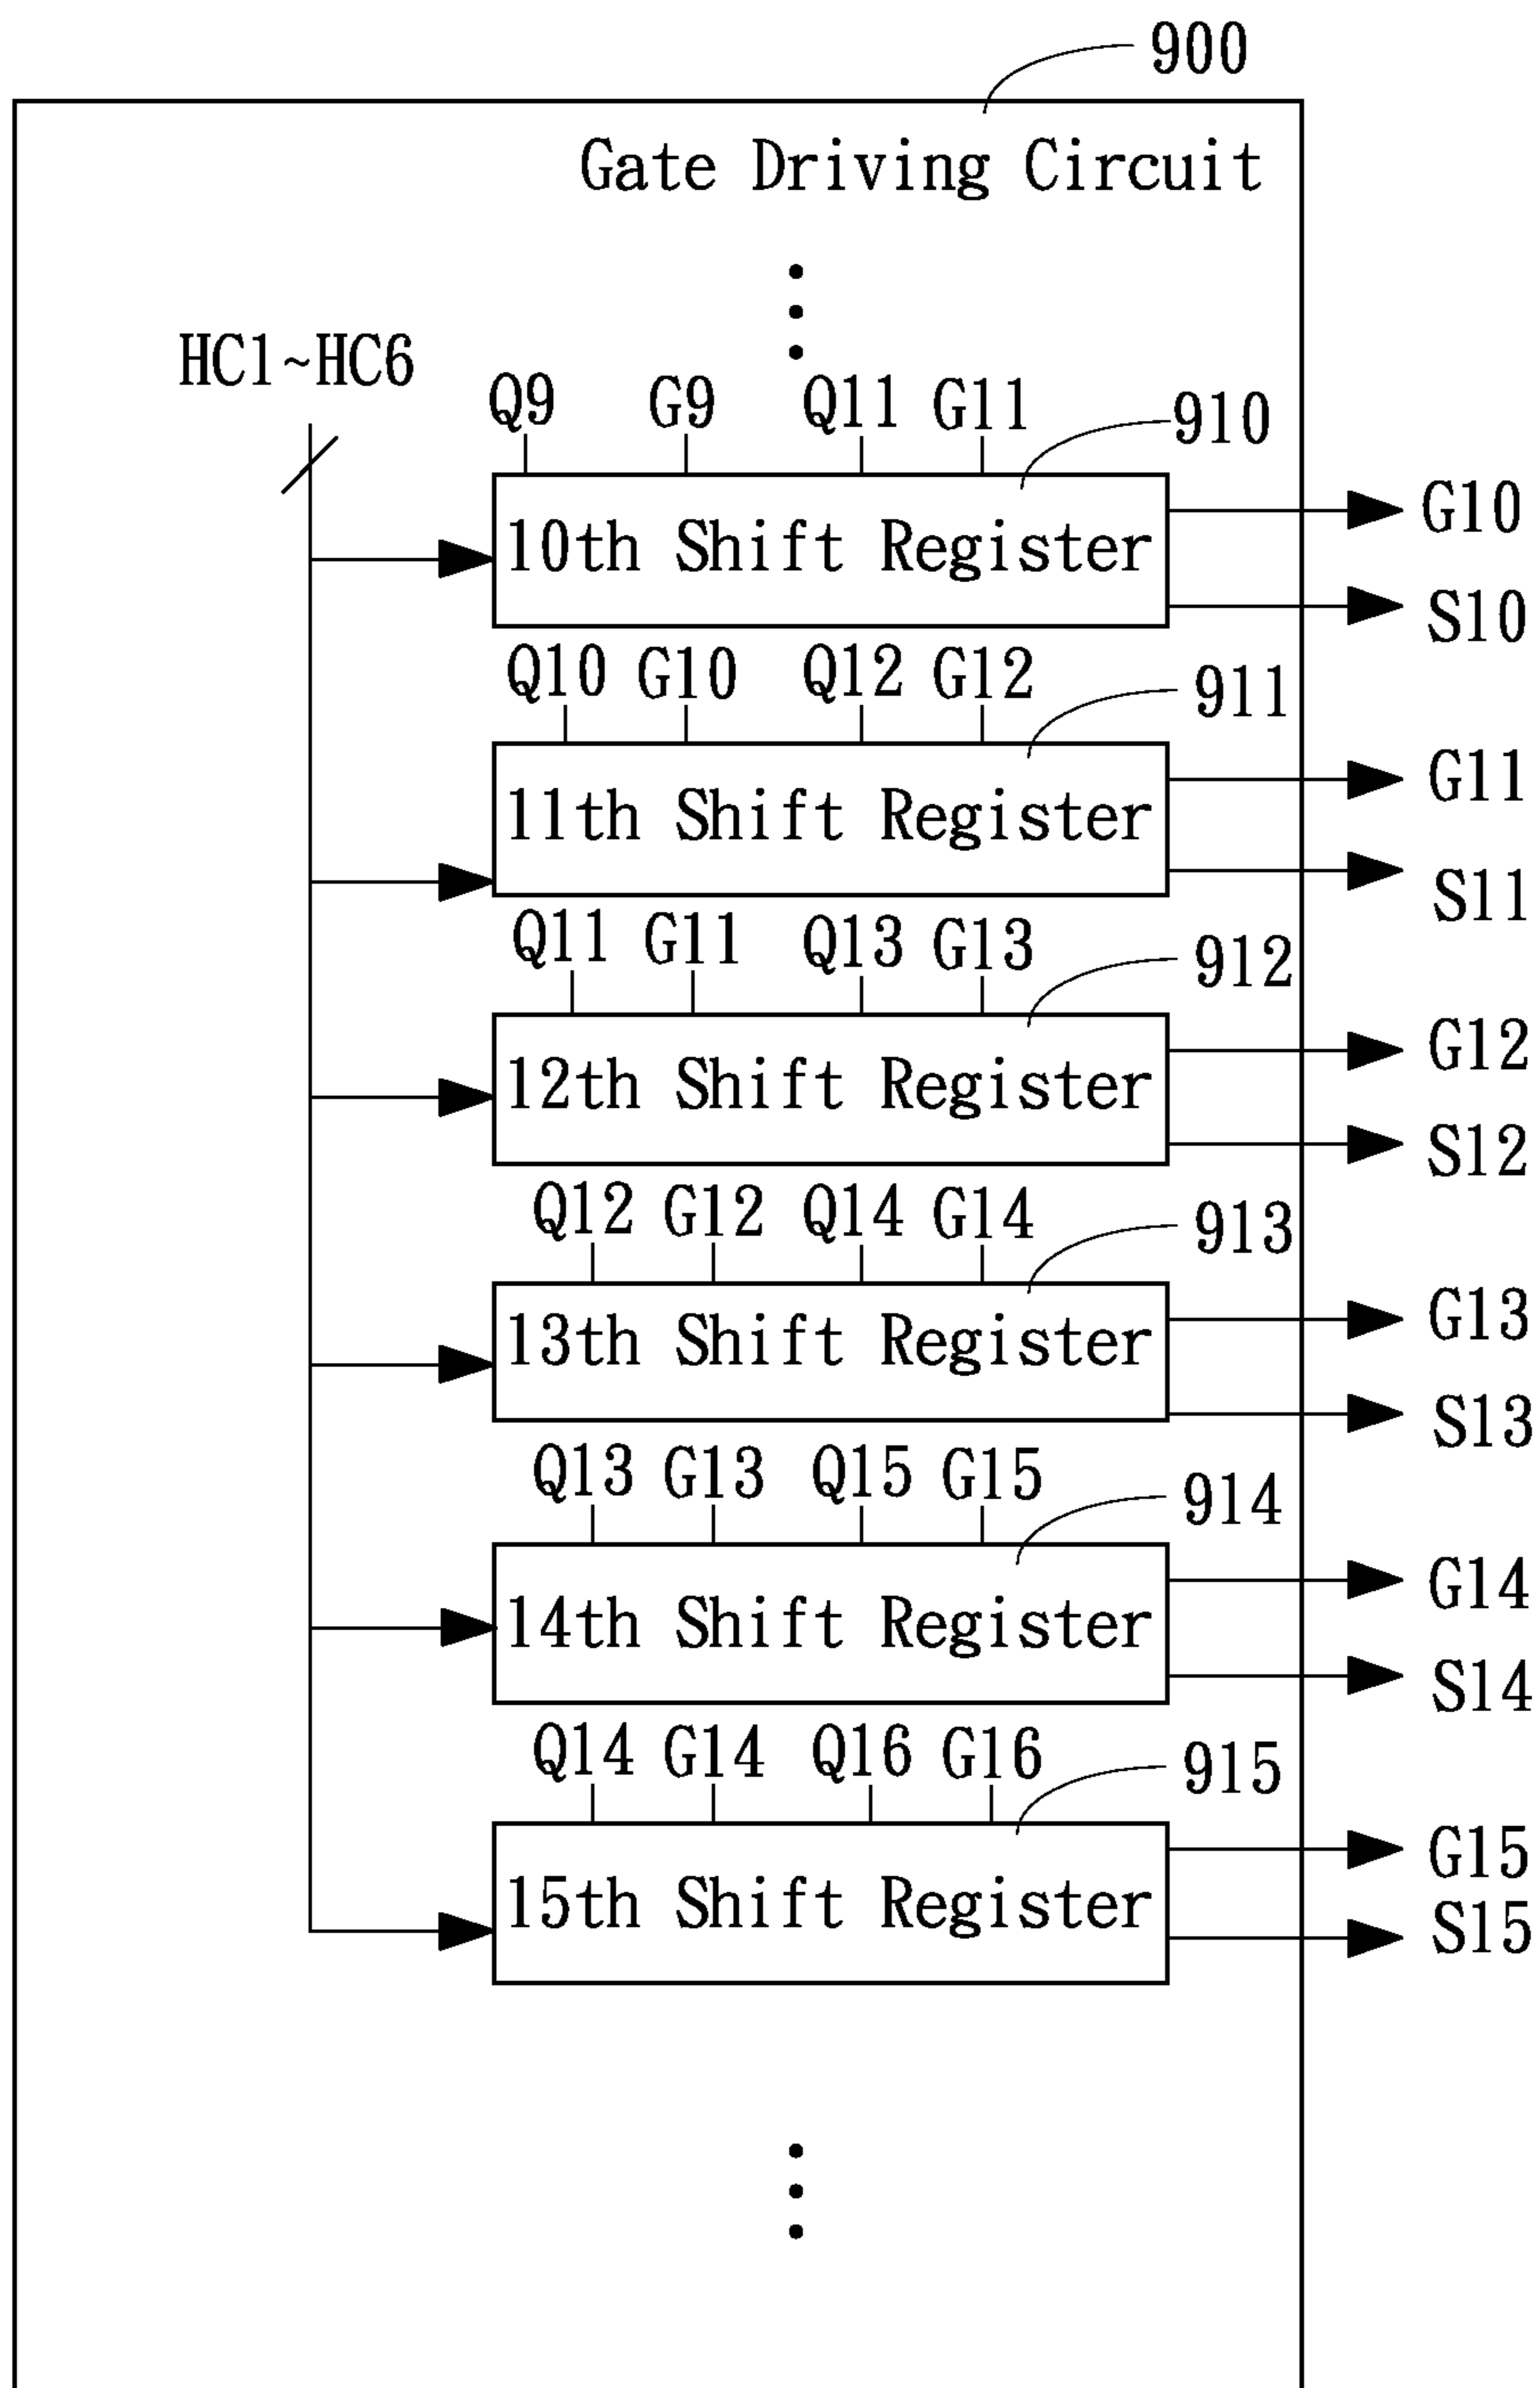 900
Gate Driving Circuit
HC1~HC6
Q9 G9 Q11 G11 910
10th Shift Register
G10
S10
Q10 G10 Q12 G12 911
11th Shift Register
G11
S11
Q11 G11 Q13 G13 912
12th Shift Register
G12
S12
Q12 G12 Q14 G14 913
13th Shift Register
G13
S13
Q13 G13 Q15 G15 914
14th Shift Register
G14
S14
Q14 G14 Q16 G16 915
15th Shift Register
G15
S15